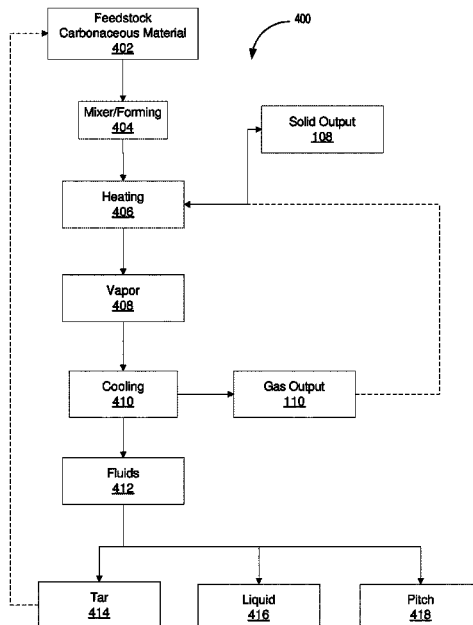 Feedstock
Carbonaceous Material
402
400
Mixer/Forming
404
Solid Output
108
Heating
406
Vapor
408
Cooling
410
Gas Output
110
Fluids
412
Tar
414
Liquid
416
Pitch
418